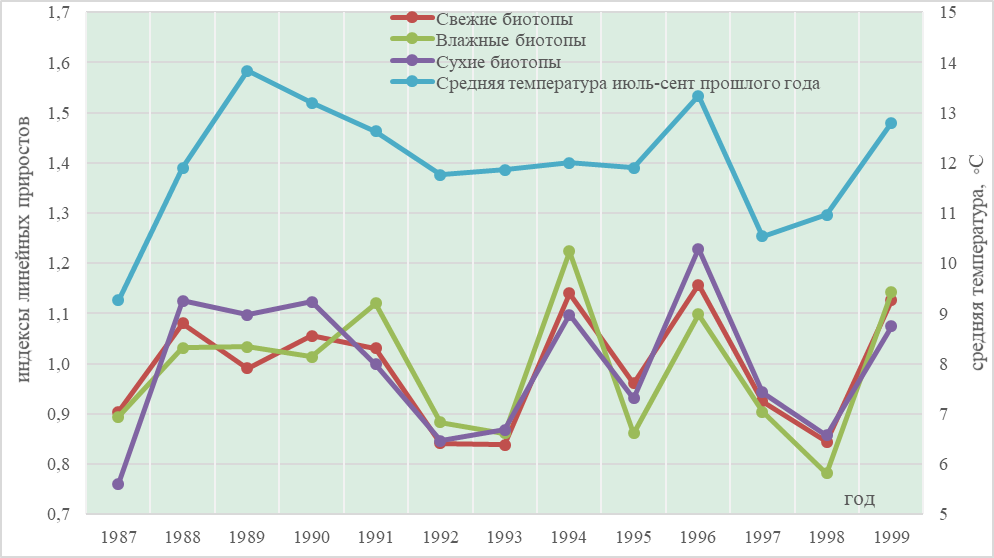 1,7
1,6
1,5
1,4
1,3
1,2
1,1
1,0
0,9
0,8
0,7
индексы линейных приростов
Свежие биотопы
Влажные биотопы
Сухие биотопы
Средняя температура июль-сент прошлого года
15
14
13
12
11
10
9
8
7
6
5
средняя температура, °С
год
1987 1988 1989 1990 1991 1992 1993 1994 1995 1996 1997 1998 1999